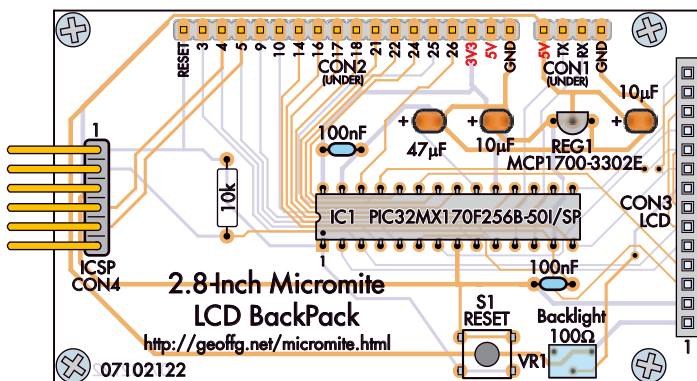 RESET 3 4 5 9 10 14 16 17 18 21 22 24 25 26 3V3 5V GND
CON2
(UNDER)
5V TX RX GND
CON1
(UNDER)
10µF
1
100nF
+
47µF
+
10µF
REG1
MCP1700-3302E
+
10k
CON3
LCD
IC1 PIC32MX170F256B-50I/SP
1
ICSP
CON4
2.8-Inch Micromite
LCD BackPack
http://geoffg.net/micromite.html
100nF
S1
RESET
Backlight
100Ω
VR1
1
07102122